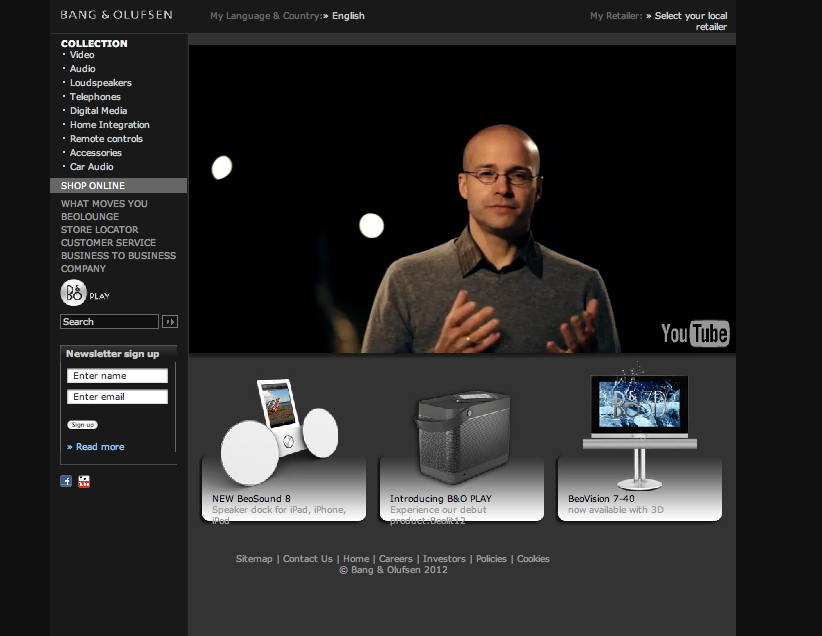 BANG & OLUFSEN
My Language & Country:» English
My Retailer: » Select your local
retailer
COLLECTION
· Video
· Audio
· Loudspeakers
· Telephones
· Digital Media
· Home Integration
· Remote controls
· Accessories
· Car Audio
SHOP ONLINE
WHAT MOVES YOU
BEOLOUNGE
STORE LOCATOR
CUSTOMER SERVICE
BUSINESS TO BUSINESS
COMPANY
B&O PLAY
Search
Newsletter sign up
Enter name
Enter email
Sign up
» Read more
YouTube
B&O 3D
NEW BeoSound 8
Speaker dock for iPad, iPhone,
iPod
Introducing B&O PLAY
Experience our debut
product:Beolit12
BeoVision 7-40
now available with 3D
Sitemap | Contact Us | Home | Careers | Investors | Policies | Cookies
© Bang & Olufsen 2012